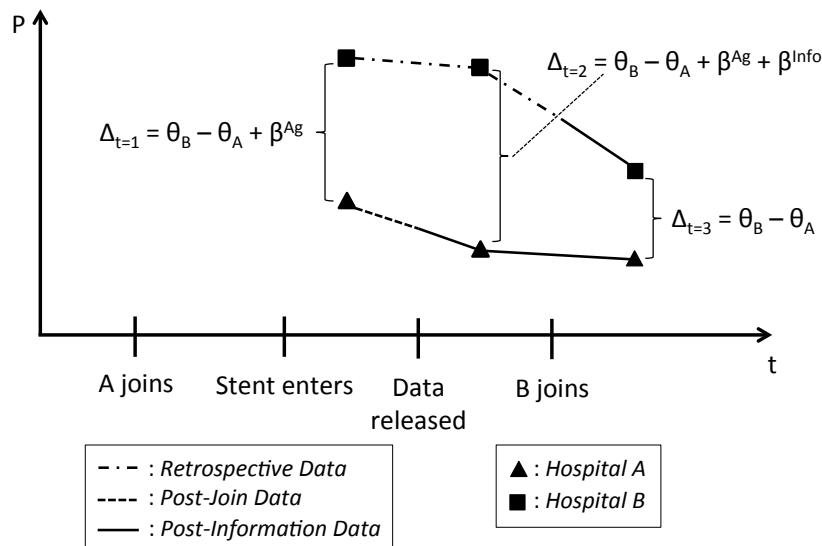 P
Δt=2 = θB − θA + βAg + βInfo
Δt=1 = θB − θA + βAg
Δt=3 = θB − θA
t
A joins
Stent enters
Data
released
B joins
: Retrospective Data
: Post-Join Data
: Post-Information Data
: Hospital A
: Hospital B